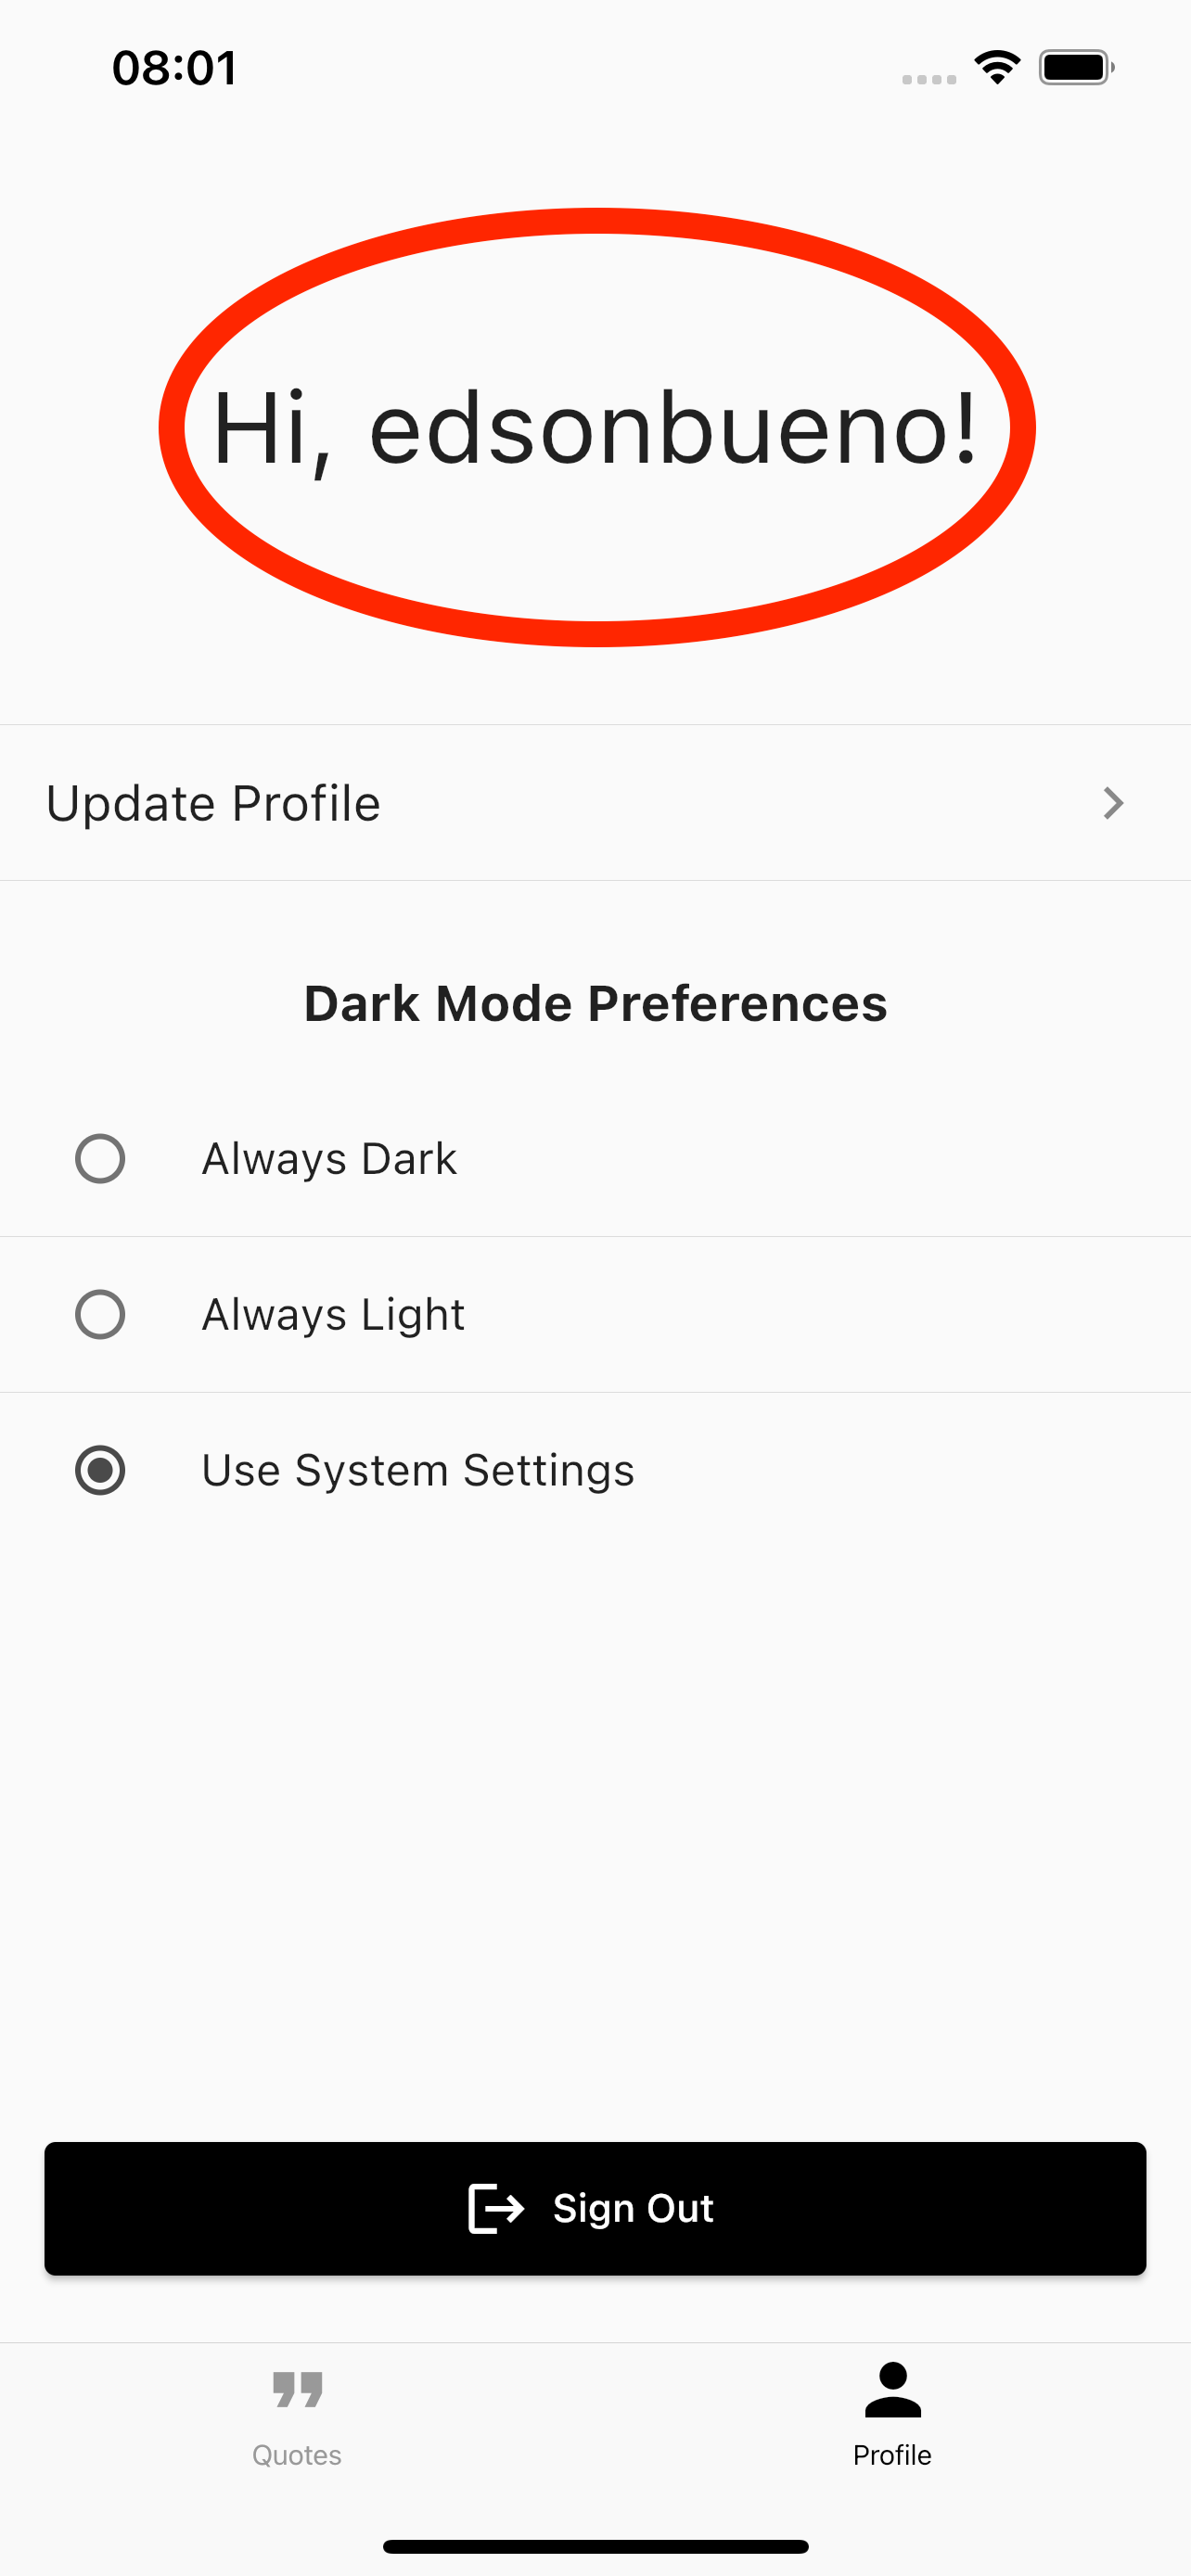 08:01
Hi, edsonbueno!
Update Profile
Dark Mode Preferences
Always Dark
Always Light
Use System Settings
Sign Out
Quotes
Profile